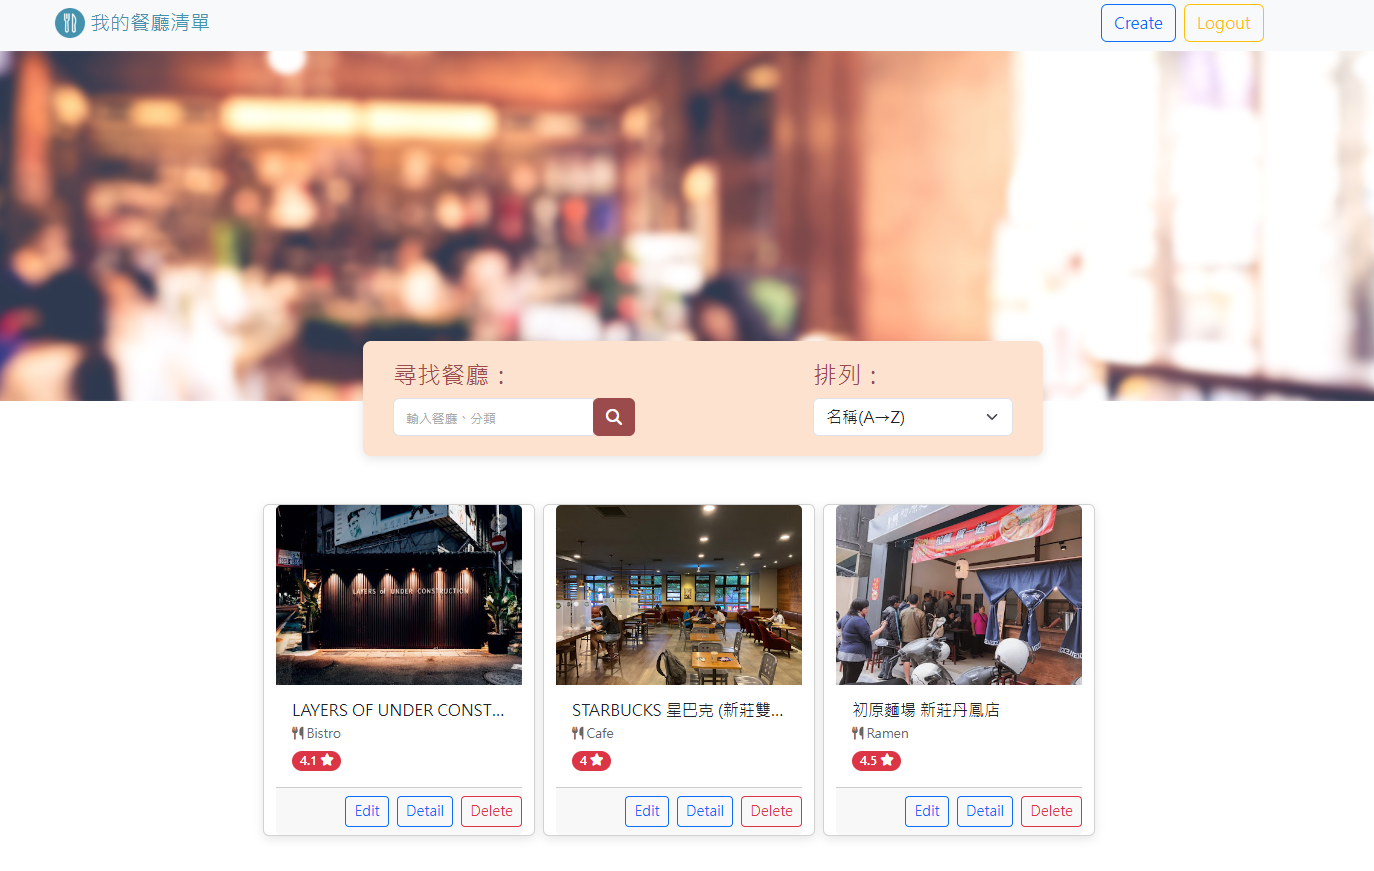 我的餐廳清單
Create
Logout
尋找餐廳：
輸入餐廳、分類
排列：
名稱(A→Z)
LAYERS of UNDER CONSTRUCTION
LAYERS OF UNDER CONST...
Bistro
4.1
Edit
Detail
Delete
STARBUCKS 星巴克 (新莊雙...
Cafe
4
Edit
Detail
Delete
初原麵場 新莊丹鳳店
Ramen
4.5
Edit
Detail
Delete